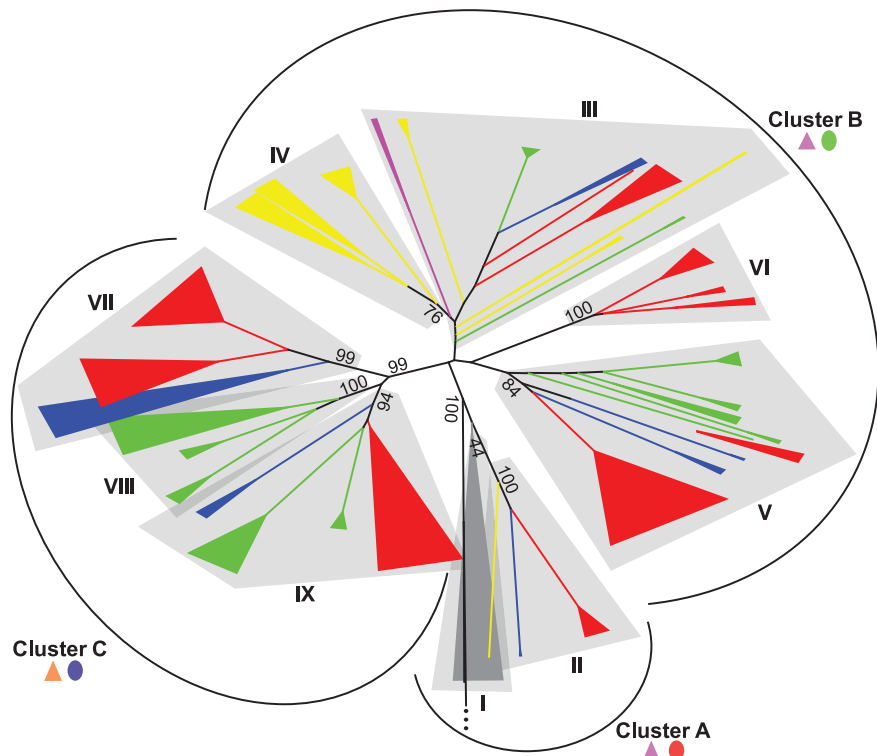 III
Cluster B
IV
VI
VII
76
100
99
99
100
84
94
100
44
100
VIII
V
IX
Cluster C
II
I
Cluster A